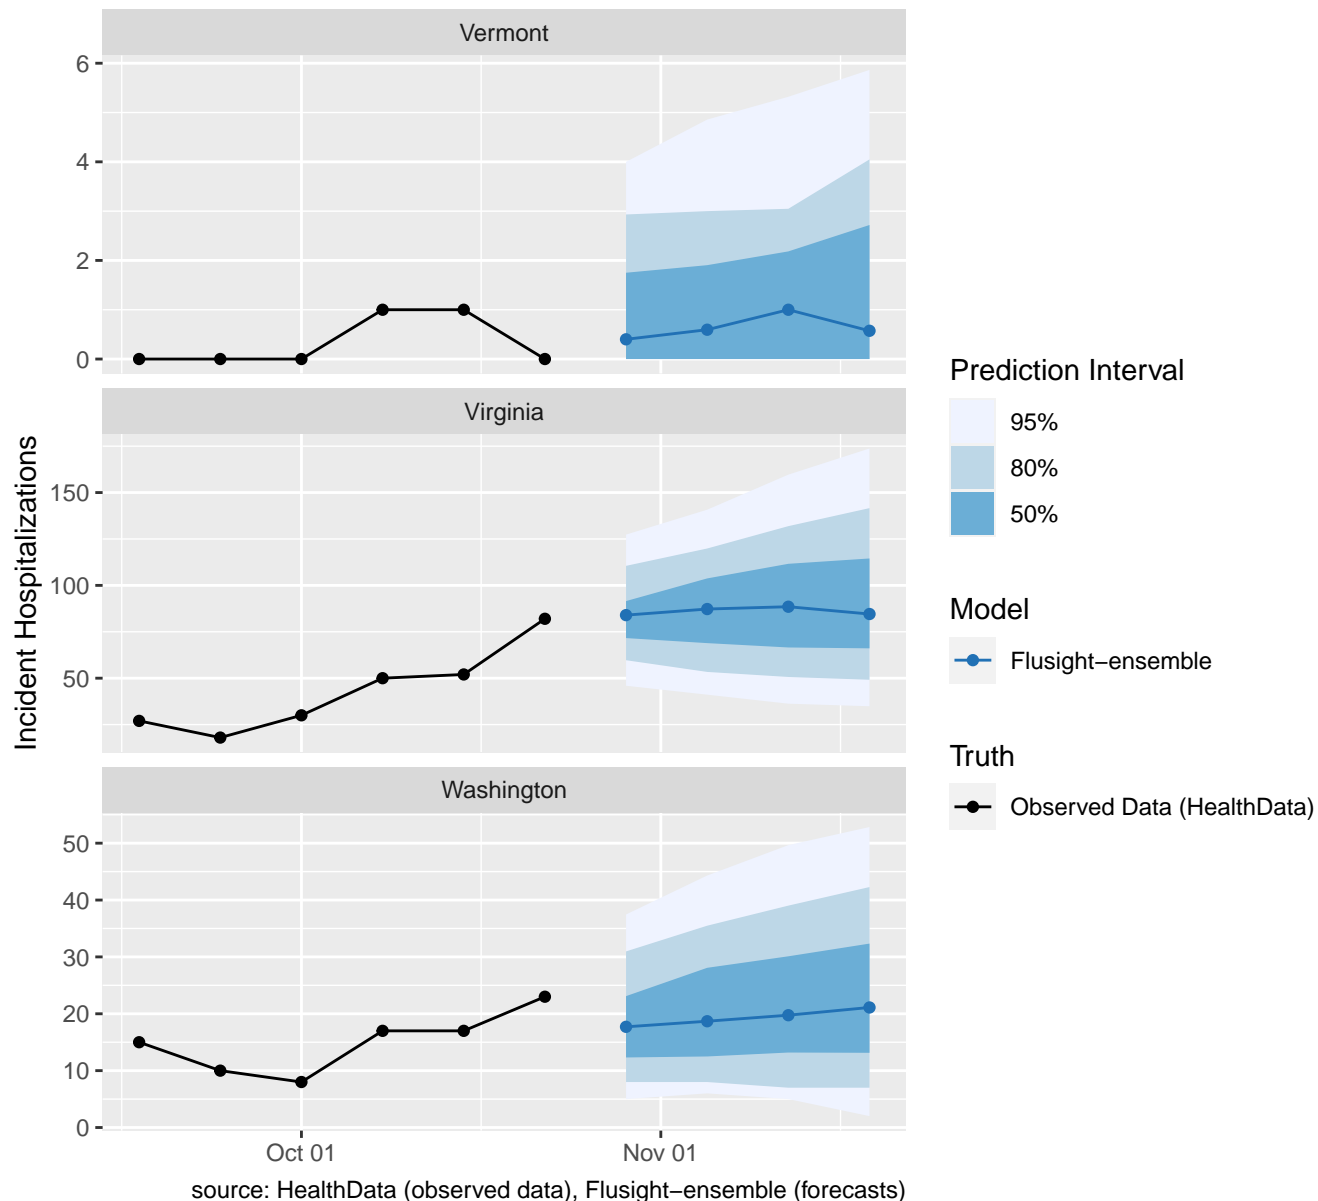 Vermont
6
4
2
0
Virginia
150
100
50
Washington
50
40
30
20
10
0
Oct 01
Nov 01
Incident Hospitalizations
source: HealthData (observed data), Flusight−ensemble (forecasts)
Prediction Interval
95%
80%
50%
Model
Flusight−ensemble
Truth
Observed Data (HealthData)